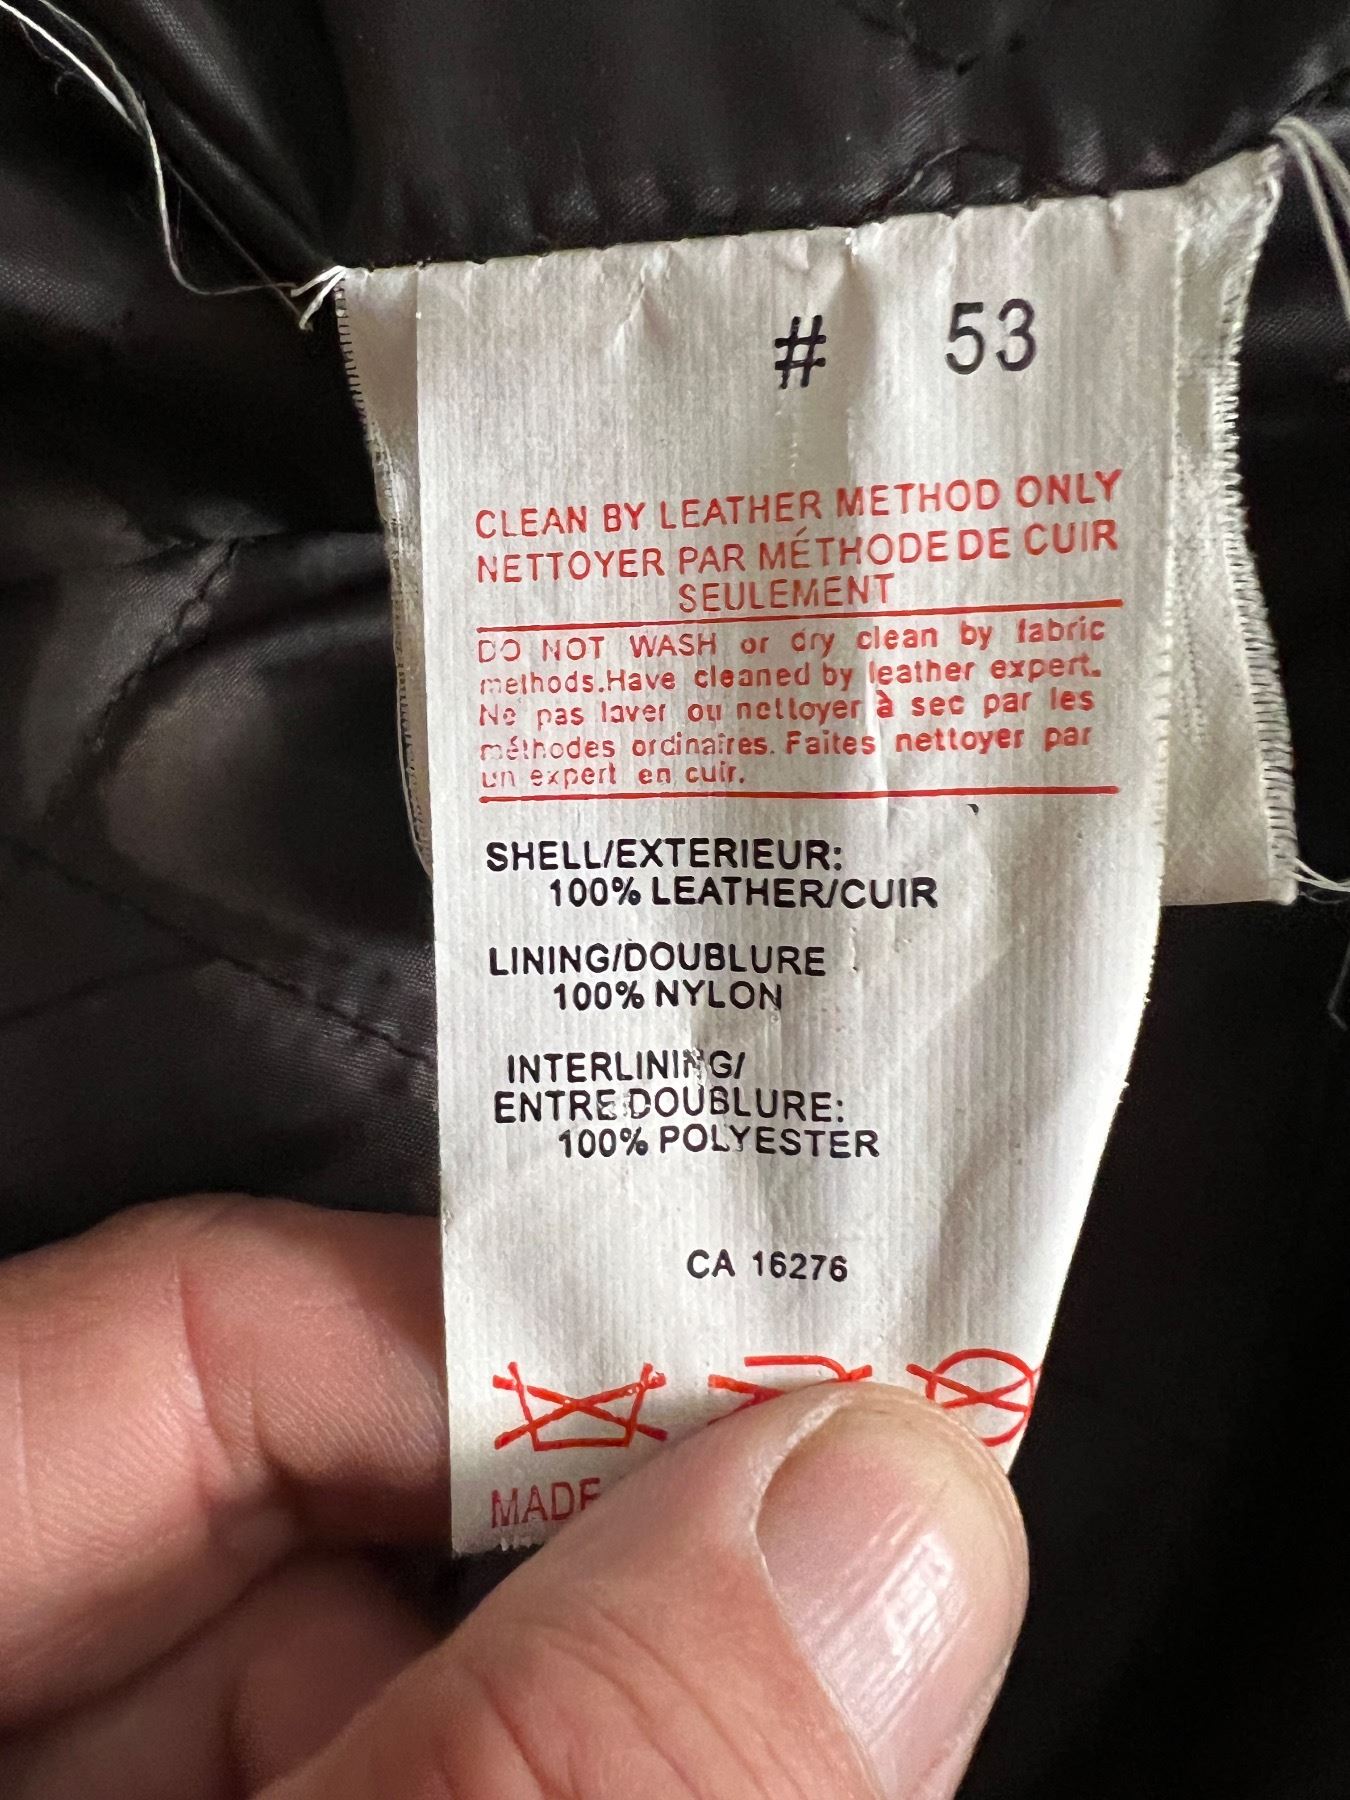 # 53
CLEAN BY LEATHER METHOD ONLY
NETTOYER PAR MÉTHODE DE CUIR
SEULEMENT
DO NOT WASH or dry clean by fabric
methods.Have cleaned by leather expert.
Ne pas laver ou nettoyer à sec par les
méthodes ordinaires. Faites nettoyer par
un expert en cuir.
SHELL/EXTERIEUR:
100% LEATHER/CUIR
LINING/DOUBLURE
100% NYLON
INTERLINING/
ENTRE DOUBLURE:
100% POLYESTER
CA 16276
MADE